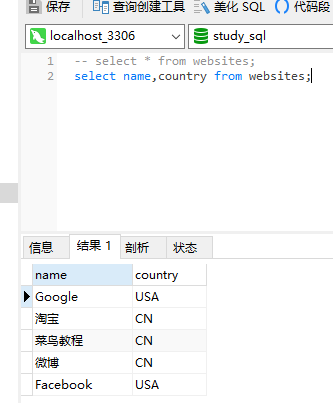 保存 查询创建工具 美化 SQL 代码段
localhost_3306 study_sql
1 -- select * from websites;
2 select name,country from websites;
信息 结果 1 剖析 状态
name country
Google USA
淘宝 CN
菜鸟教程 CN
微博 CN
Facebook USA